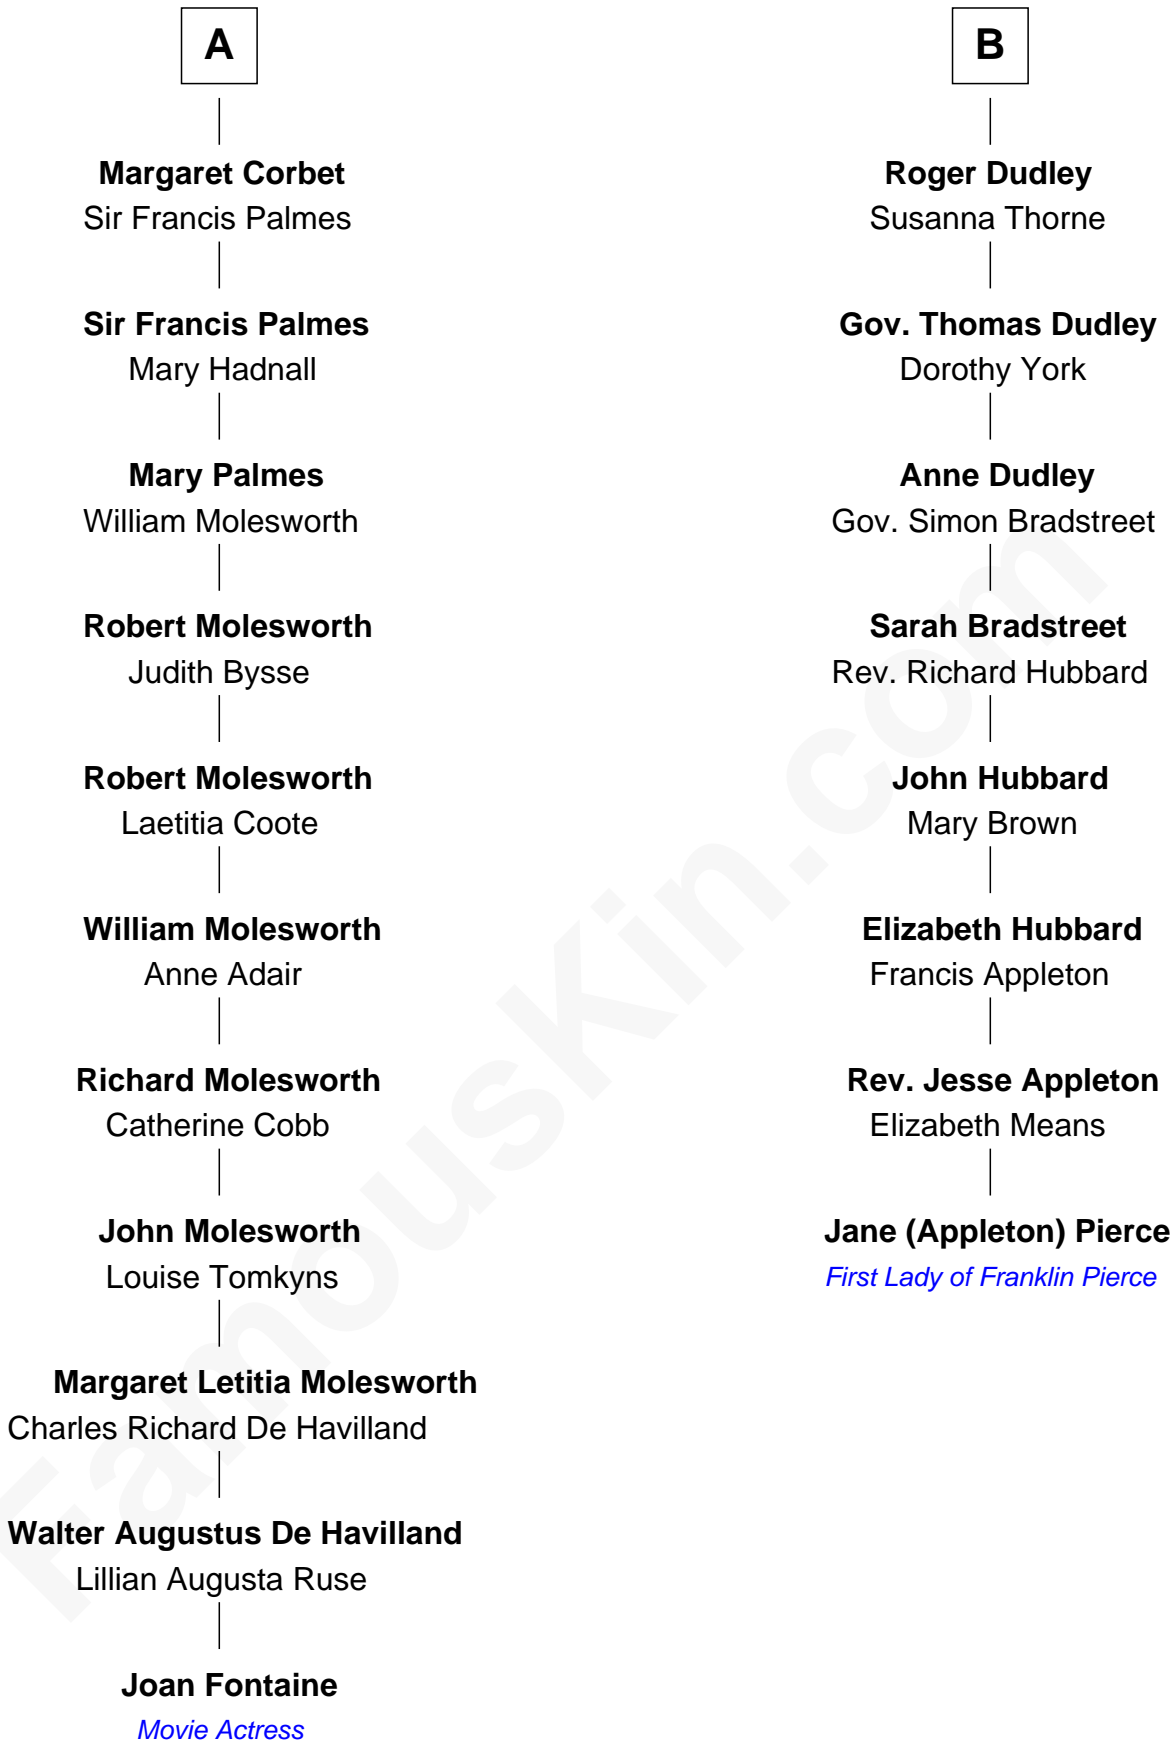 A
Margaret Corbet
Sir Francis Palmes
Sir Francis Palmes
Mary Hadnall
Mary Palmes
William Molesworth
Robert Molesworth
Judith Bysse
Robert Molesworth
Laetitia Coote
William Molesworth
Anne Adair
Richard Molesworth
Catherine Cobb
John Molesworth
Louise Tomkyns
Margaret Letitia Molesworth
Charles Richard De Havilland
Walter Augustus De Havilland
Lillian Augusta Ruse
Joan Fontaine
Movie Actress
B
Roger Dudley
Susanna Thorne
Gov. Thomas Dudley
Dorothy York
Anne Dudley
Gov. Simon Bradstreet
Sarah Bradstreet
Rev. Richard Hubbard
John Hubbard
Mary Brown
Elizabeth Hubbard
Francis Appleton
Rev. Jesse Appleton
Elizabeth Means
Jane (Appleton) Pierce
First Lady of Franklin Pierce
FamousKin.com